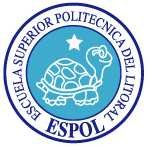 ESCUELA SUPERIOR POLITECNICA DEL LITORAL
ESPOL